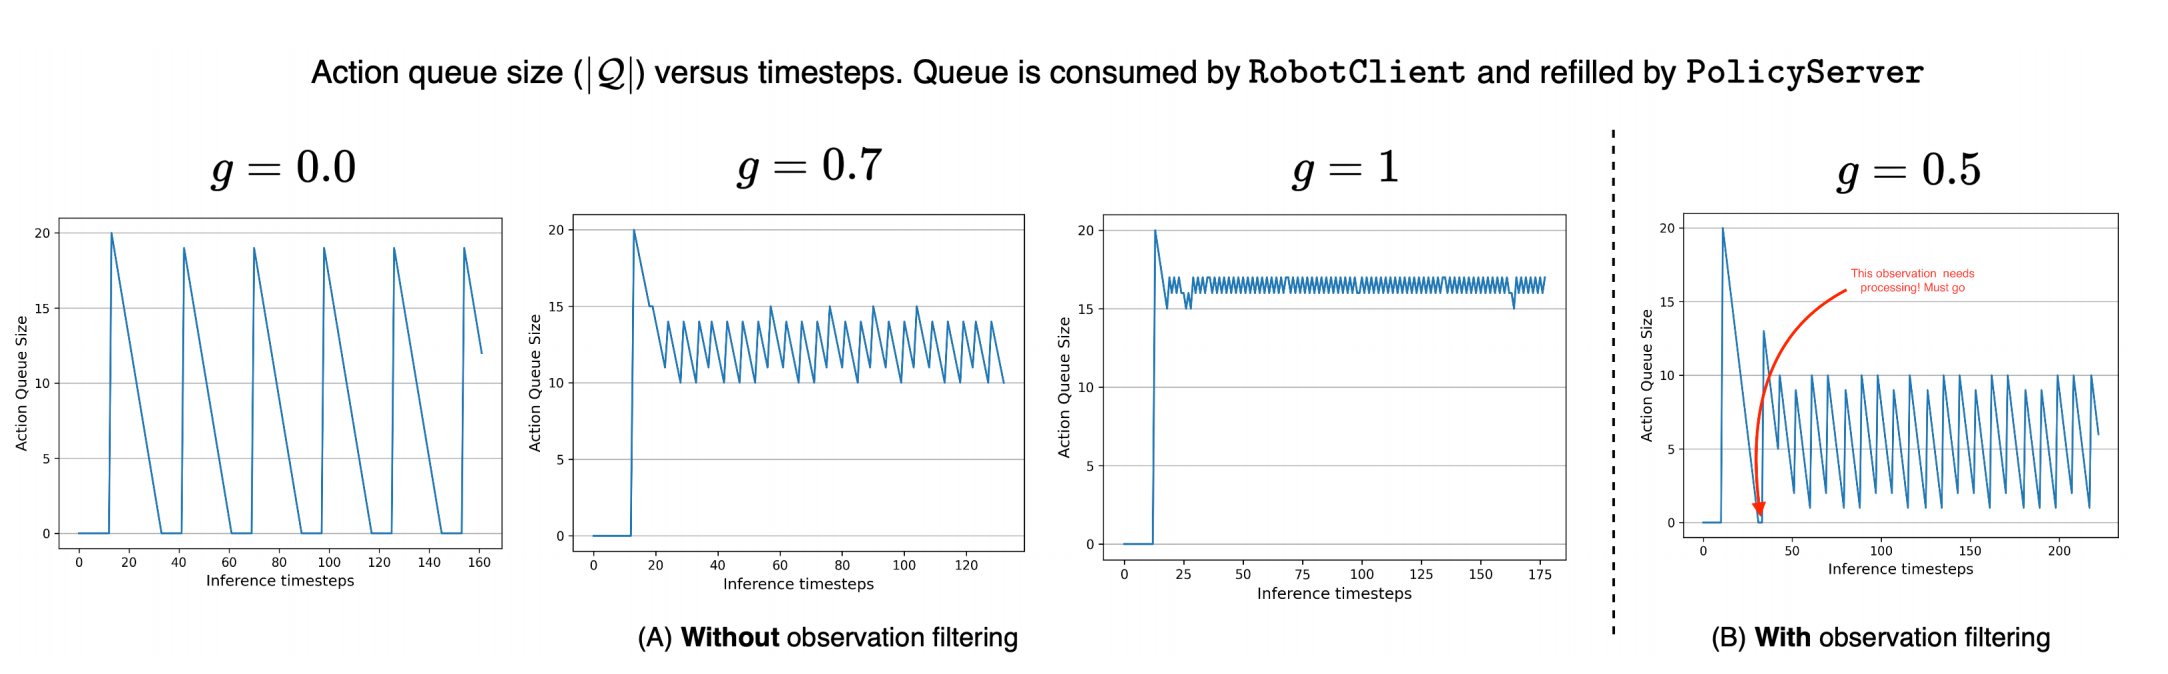 Action queue size (|𝒬|) versus timesteps. Queue is consumed by RobotClient and refilled by PolicyServer
g = 0.0
g = 0.7
g = 1
g = 0.5
20
15
10
5
0
Action Queue Size
0 20 40 60 80 100 120 140 160
Inference timesteps
20
15
10
5
0
Action Queue Size
0 20 40 60 80 100 120
Inference timesteps
20
15
10
5
0
Action Queue Size
0 25 50 75 100 125 150 175
Inference timesteps
20
15
10
5
0
Action Queue Size
This observation needs
processing! Must go
0 50 100 150 200
Inference timesteps
(A) Without observation filtering
(B) With observation filtering